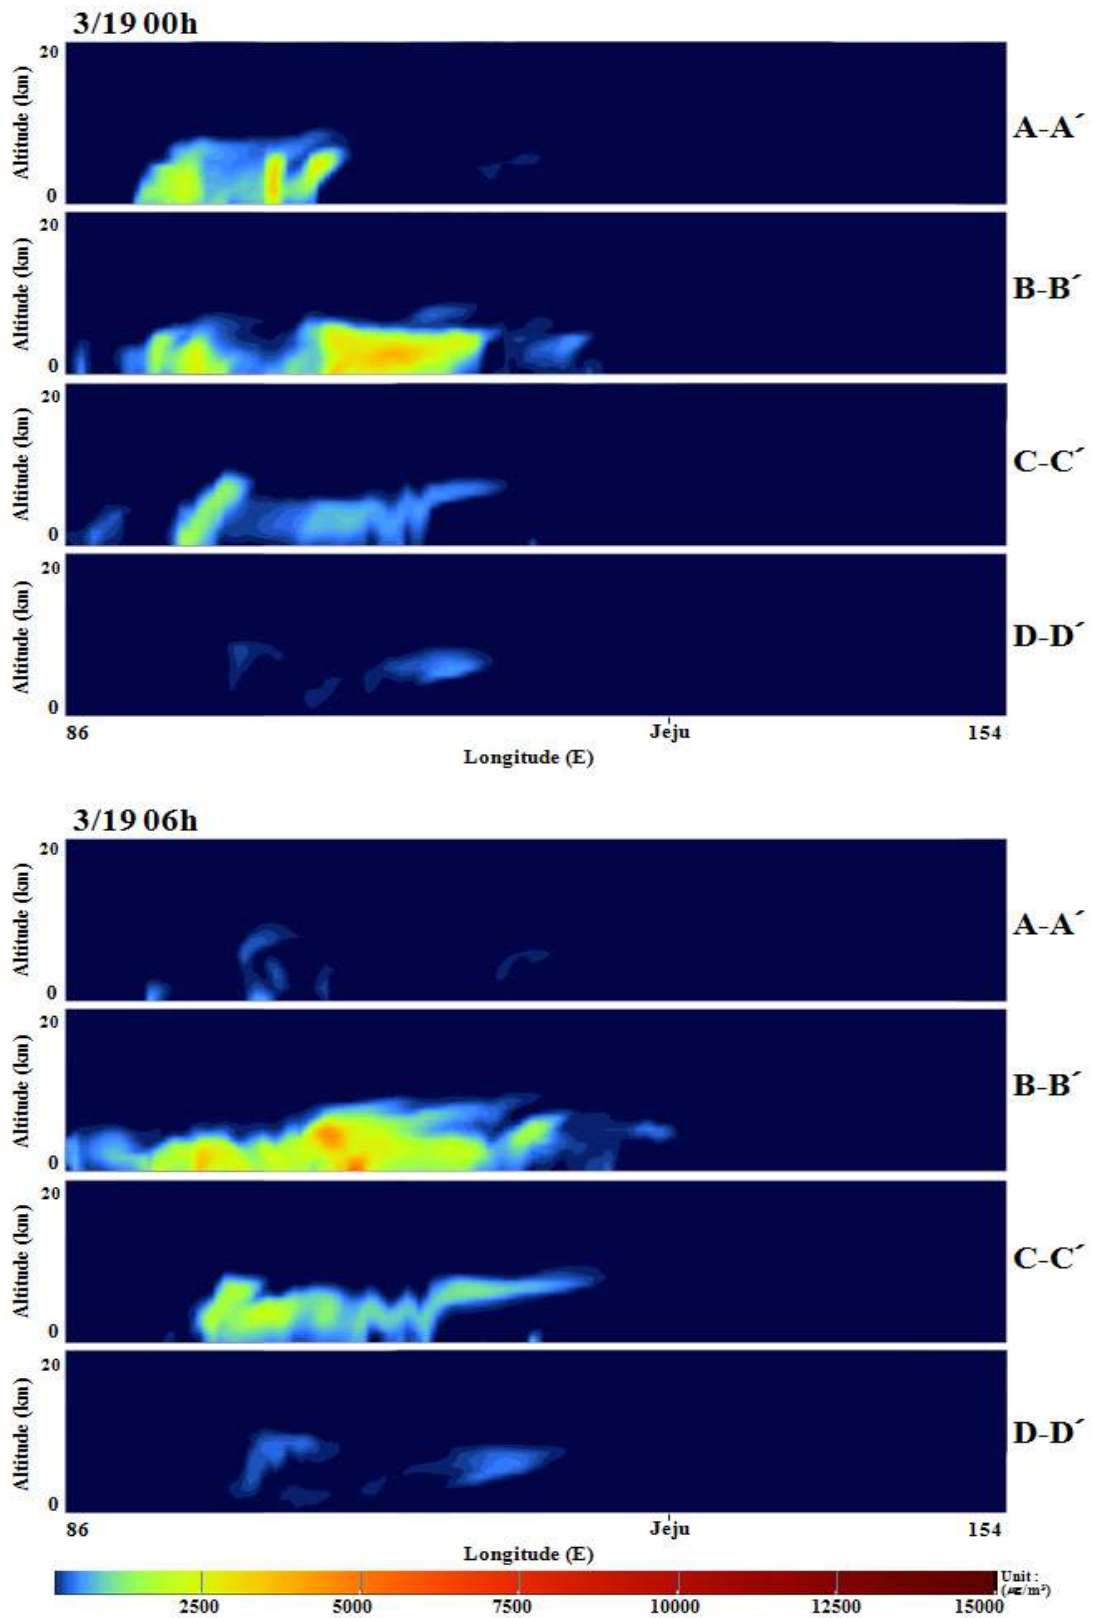 3/19 00h
20
Altitude (km)
0
A-A´
20
Altitude (km)
0
B-B´
20
Altitude (km)
0
C-C´
20
Altitude (km)
0
D-D´
86 Jeju 154
Longitude (E)
3/19 06h
20
Altitude (km)
0
A-A´
20
Altitude (km)
0
B-B´
20
Altitude (km)
0
C-C´
20
Altitude (km)
0
D-D´
86 Jeju 154
Longitude (E)
Unit :
(㎍/m³)
2500 5000 7500 10000 12500 15000